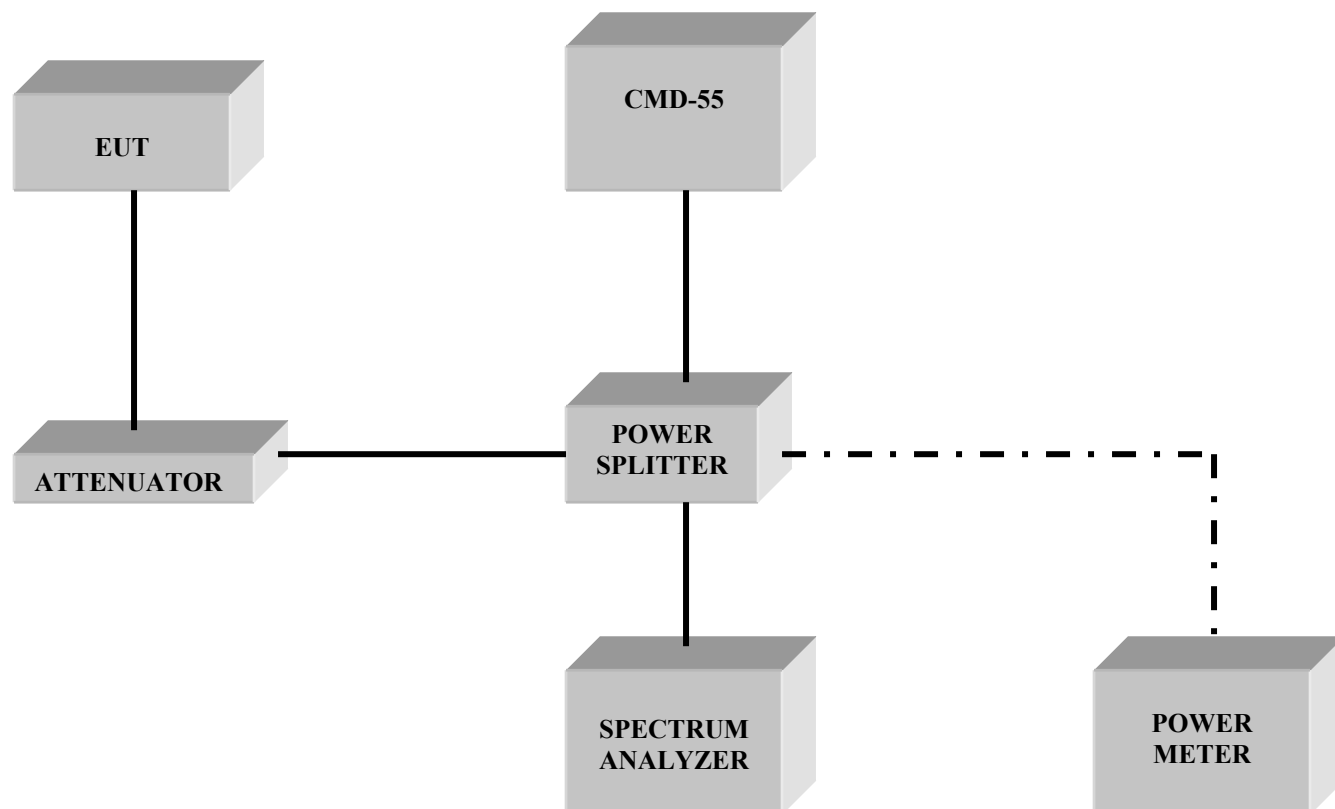 CMD-55
EUT
POWER
SPLITTER
ATTENUATOR
SPECTRUM
ANALYZER
POWER
METER